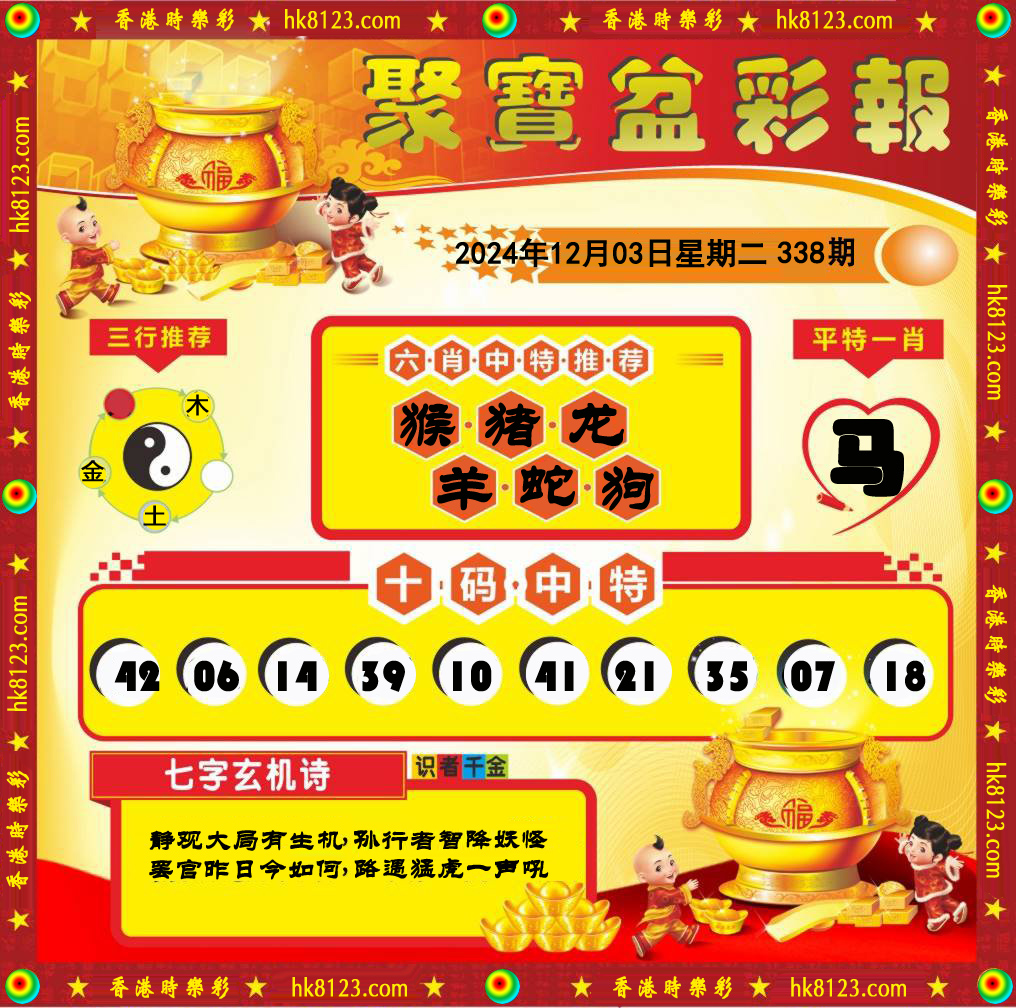 香港時樂彩 ★ hk8123.com ★ 香港時樂彩 ★ hk8123.com ★
聚寶盆彩報
福
2024年12月03日星期二 338期
三行推荐
六·肖·中·特·推·荐
平特一肖
木
金
土
猴·猪·龙
羊·蛇·狗
马
十·码·中·特
42 06 14 39 10 41 21 35 07 18
七字玄机诗
识者千金
静观大局有生机,孙行者智降妖怪
罢官昨日今如何,路遇猛虎一声吼
福
香港時樂彩 ★ hk8123.com ★ 香港時樂彩 ★ hk8123.com
香港時樂彩 ★ hk8123.com ★ 香港時樂彩 ★ hk8123.com
★ 香港時樂彩 ★ hk8123.com ★ 香港時樂彩 ★ hk8123.com ★